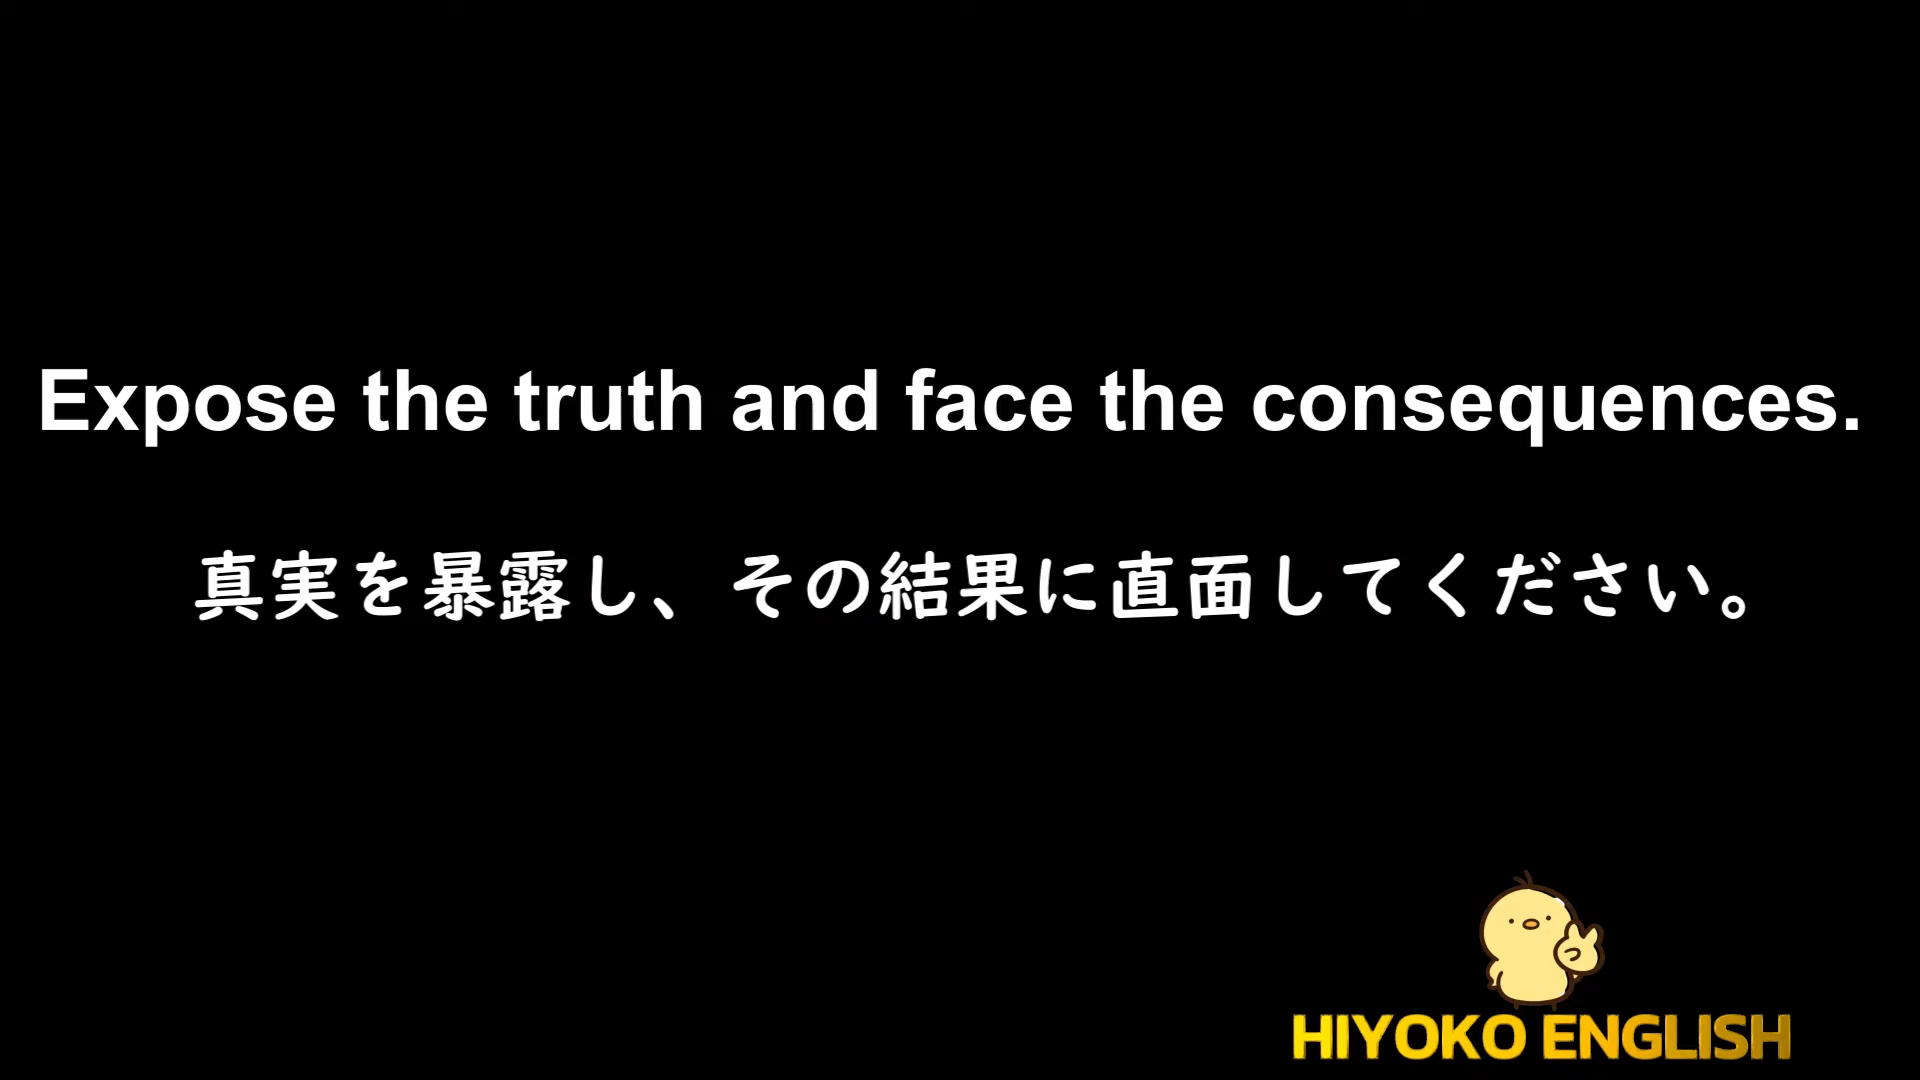 Expose the truth and face the consequences.
真実を暴露し、その結果に直面してください。
HIYOKO ENGLISH